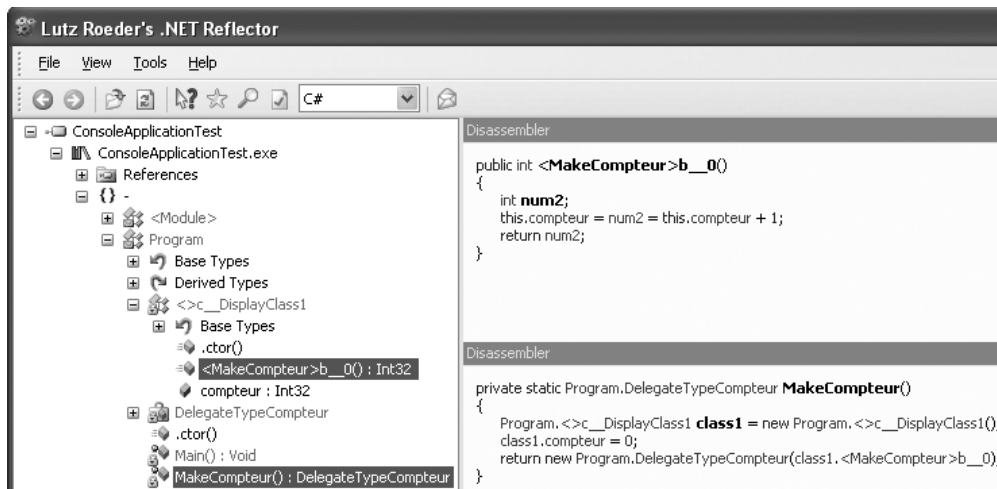 Lutz Roeder's .NET Reflector
File View Tools Help
C#
ConsoleApplicationTest
ConsoleApplicationTest.exe
References
{} -
<Module>
Program
Base Types
Derived Types
<>c__DisplayClass1
Base Types
.ctor()
<MakeCompteur>b__0() : Int32
compteur : Int32
DelegateTypeCompteur
.ctor()
Main() : Void
MakeCompteur() : DelegateTypeCompteur
Disassembler
public int <MakeCompteur>b__0()
{
int num2;
this.compteur = num2 = this.compteur + 1;
return num2;
}
Disassembler
private static Program.DelegateTypeCompteur MakeCompteur()
{
Program.<>c__DisplayClass1 class1 = new Program.<>c__DisplayClass1()
class1.compteur = 0;
return new Program.DelegateTypeCompteur(class1.<MakeCompteur>b__0)
}